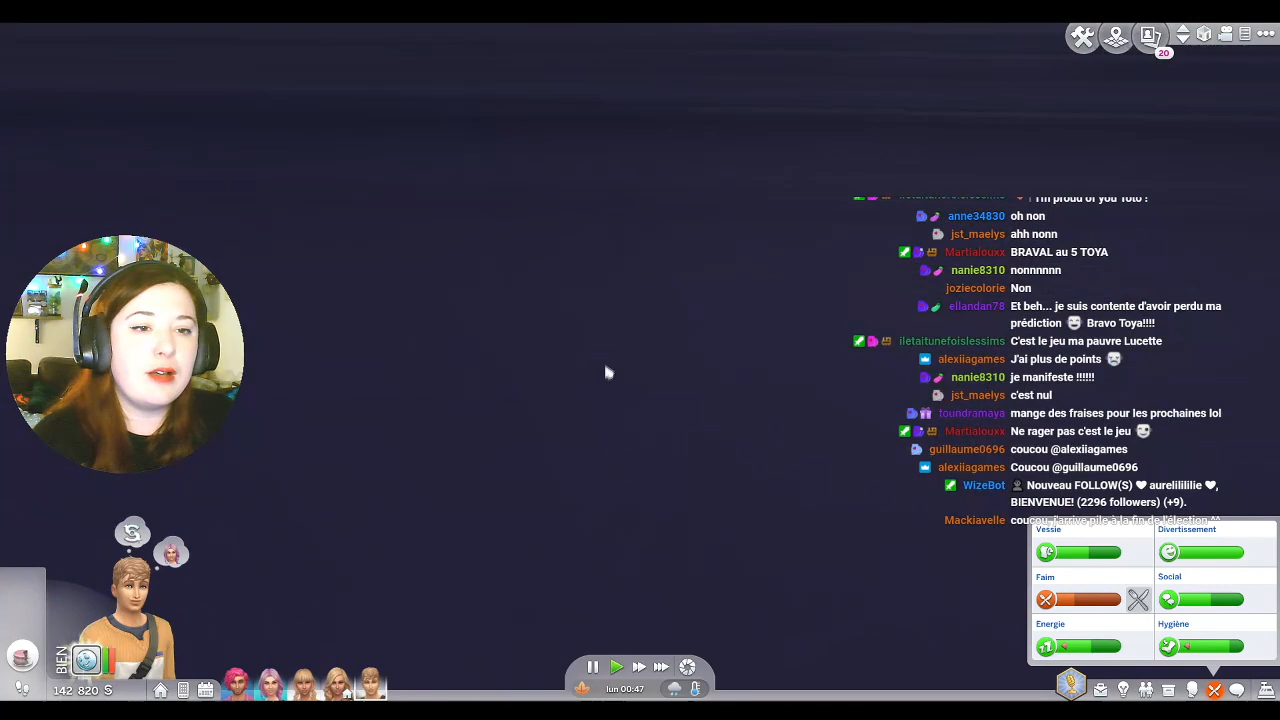 20
iletaitunefoislessims ! I'm proud of you Toto !
anne34830 oh non
jst_maelys ahh nonn
Martialouxx BRAVAL au 5 TOYA
nanie8310 nonnnnnn
joziecolorie Non
ellandan78 Et beh... je suis contente d'avoir perdu ma
prédiction Bravo Toya!!!!
iletaitunefoislessims C'est le jeu ma pauvre Lucette
alexiiagames J'ai plus de points
nanie8310 je manifeste !!!!!!
jst_maelys c'est nul
toundramaya mange des fraises pour les prochaines lol
Martialouxx Ne rager pas c'est le jeu
guillaume0696 coucou @alexiiagames
alexiiagames Coucou @guillaume0696
WizeBot Nouveau FOLLOW(S) ♥ aurelilililie ♥,
BIENVENUE! (2296 followers) (+9).
Mackiavelle coucou, j'arrive pile à la fin de l'élection ^^
Vessie
Divertissement
Faim
Social
Energie
Hygiène
BIEN
142 820 S
lun 00:47